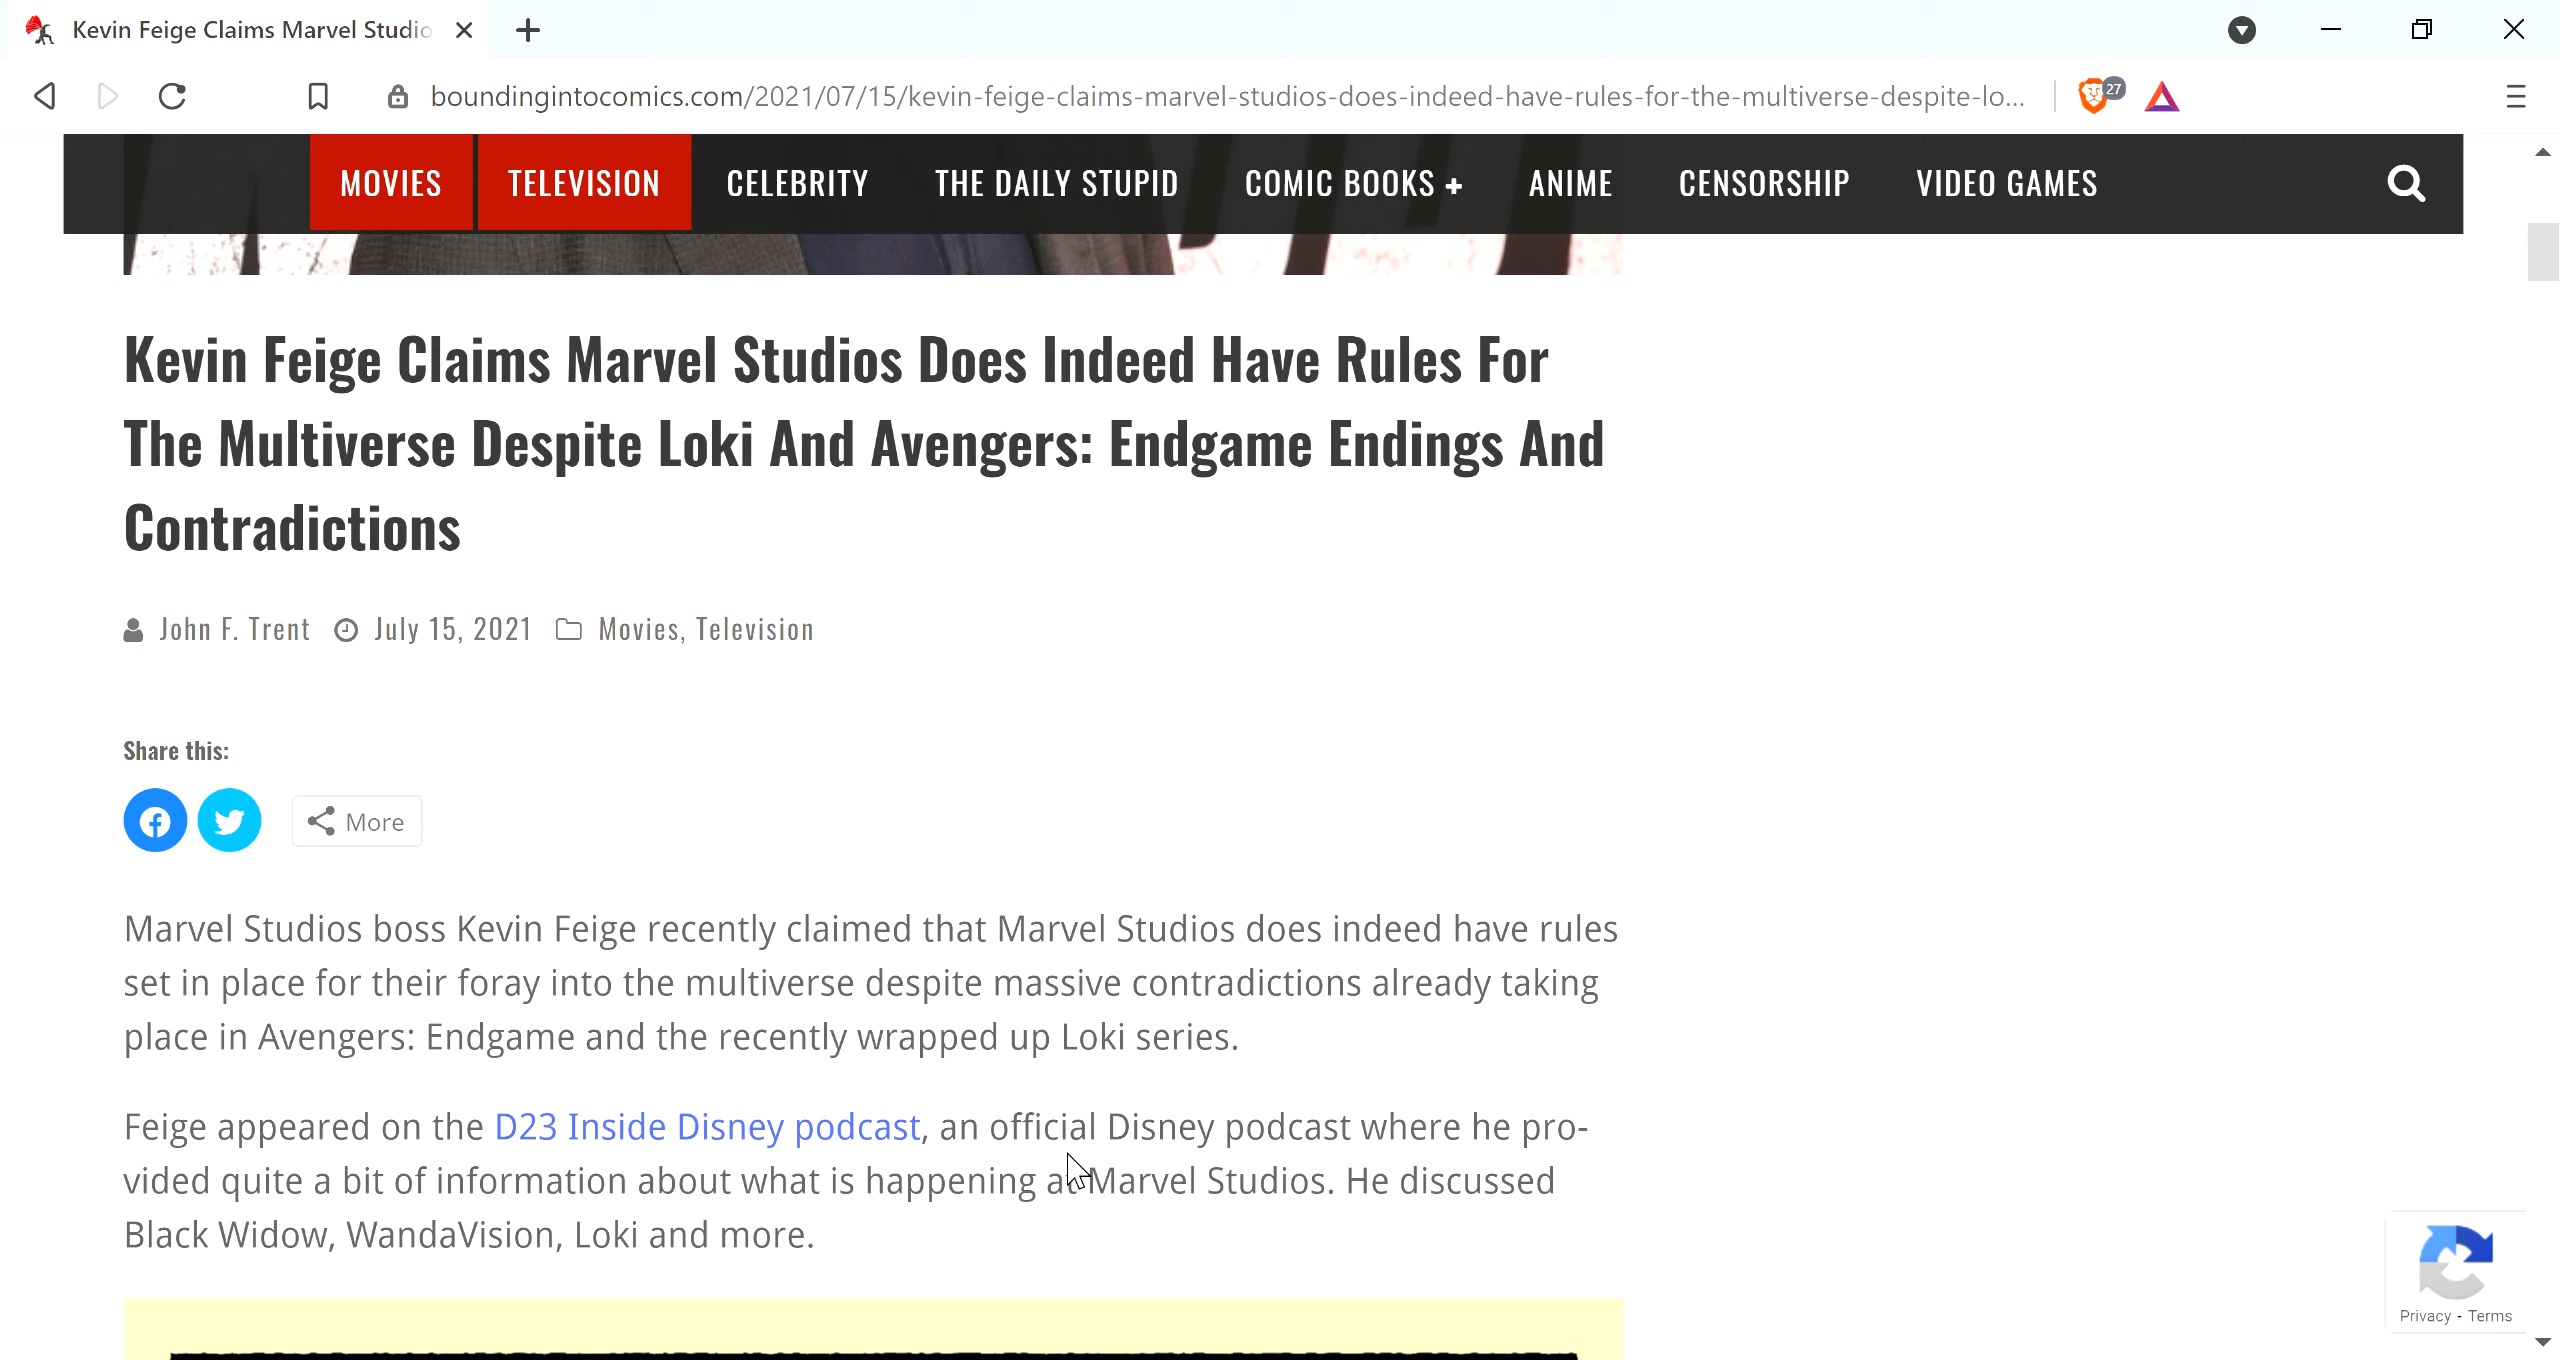 Kevin Feige Claims Marvel Studio
boundingintocomics.com/2021/07/15/kevin-feige-claims-marvel-studios-does-indeed-have-rules-for-the-multiverse-despite-lo...
27
MOVIES TELEVISION CELEBRITY THE DAILY STUPID COMIC BOOKS + ANIME CENSORSHIP VIDEO GAMES
Kevin Feige Claims Marvel Studios Does Indeed Have Rules For
The Multiverse Despite Loki And Avengers: Endgame Endings And
Contradictions
John F. Trent July 15, 2021 Movies, Television
Share this:
More
Marvel Studios boss Kevin Feige recently claimed that Marvel Studios does indeed have rules
set in place for their foray into the multiverse despite massive contradictions already taking
place in Avengers: Endgame and the recently wrapped up Loki series.
Feige appeared on the D23 Inside Disney podcast, an official Disney podcast where he pro-
vided quite a bit of information about what is happening at Marvel Studios. He discussed
Black Widow, WandaVision, Loki and more.
Privacy - Terms